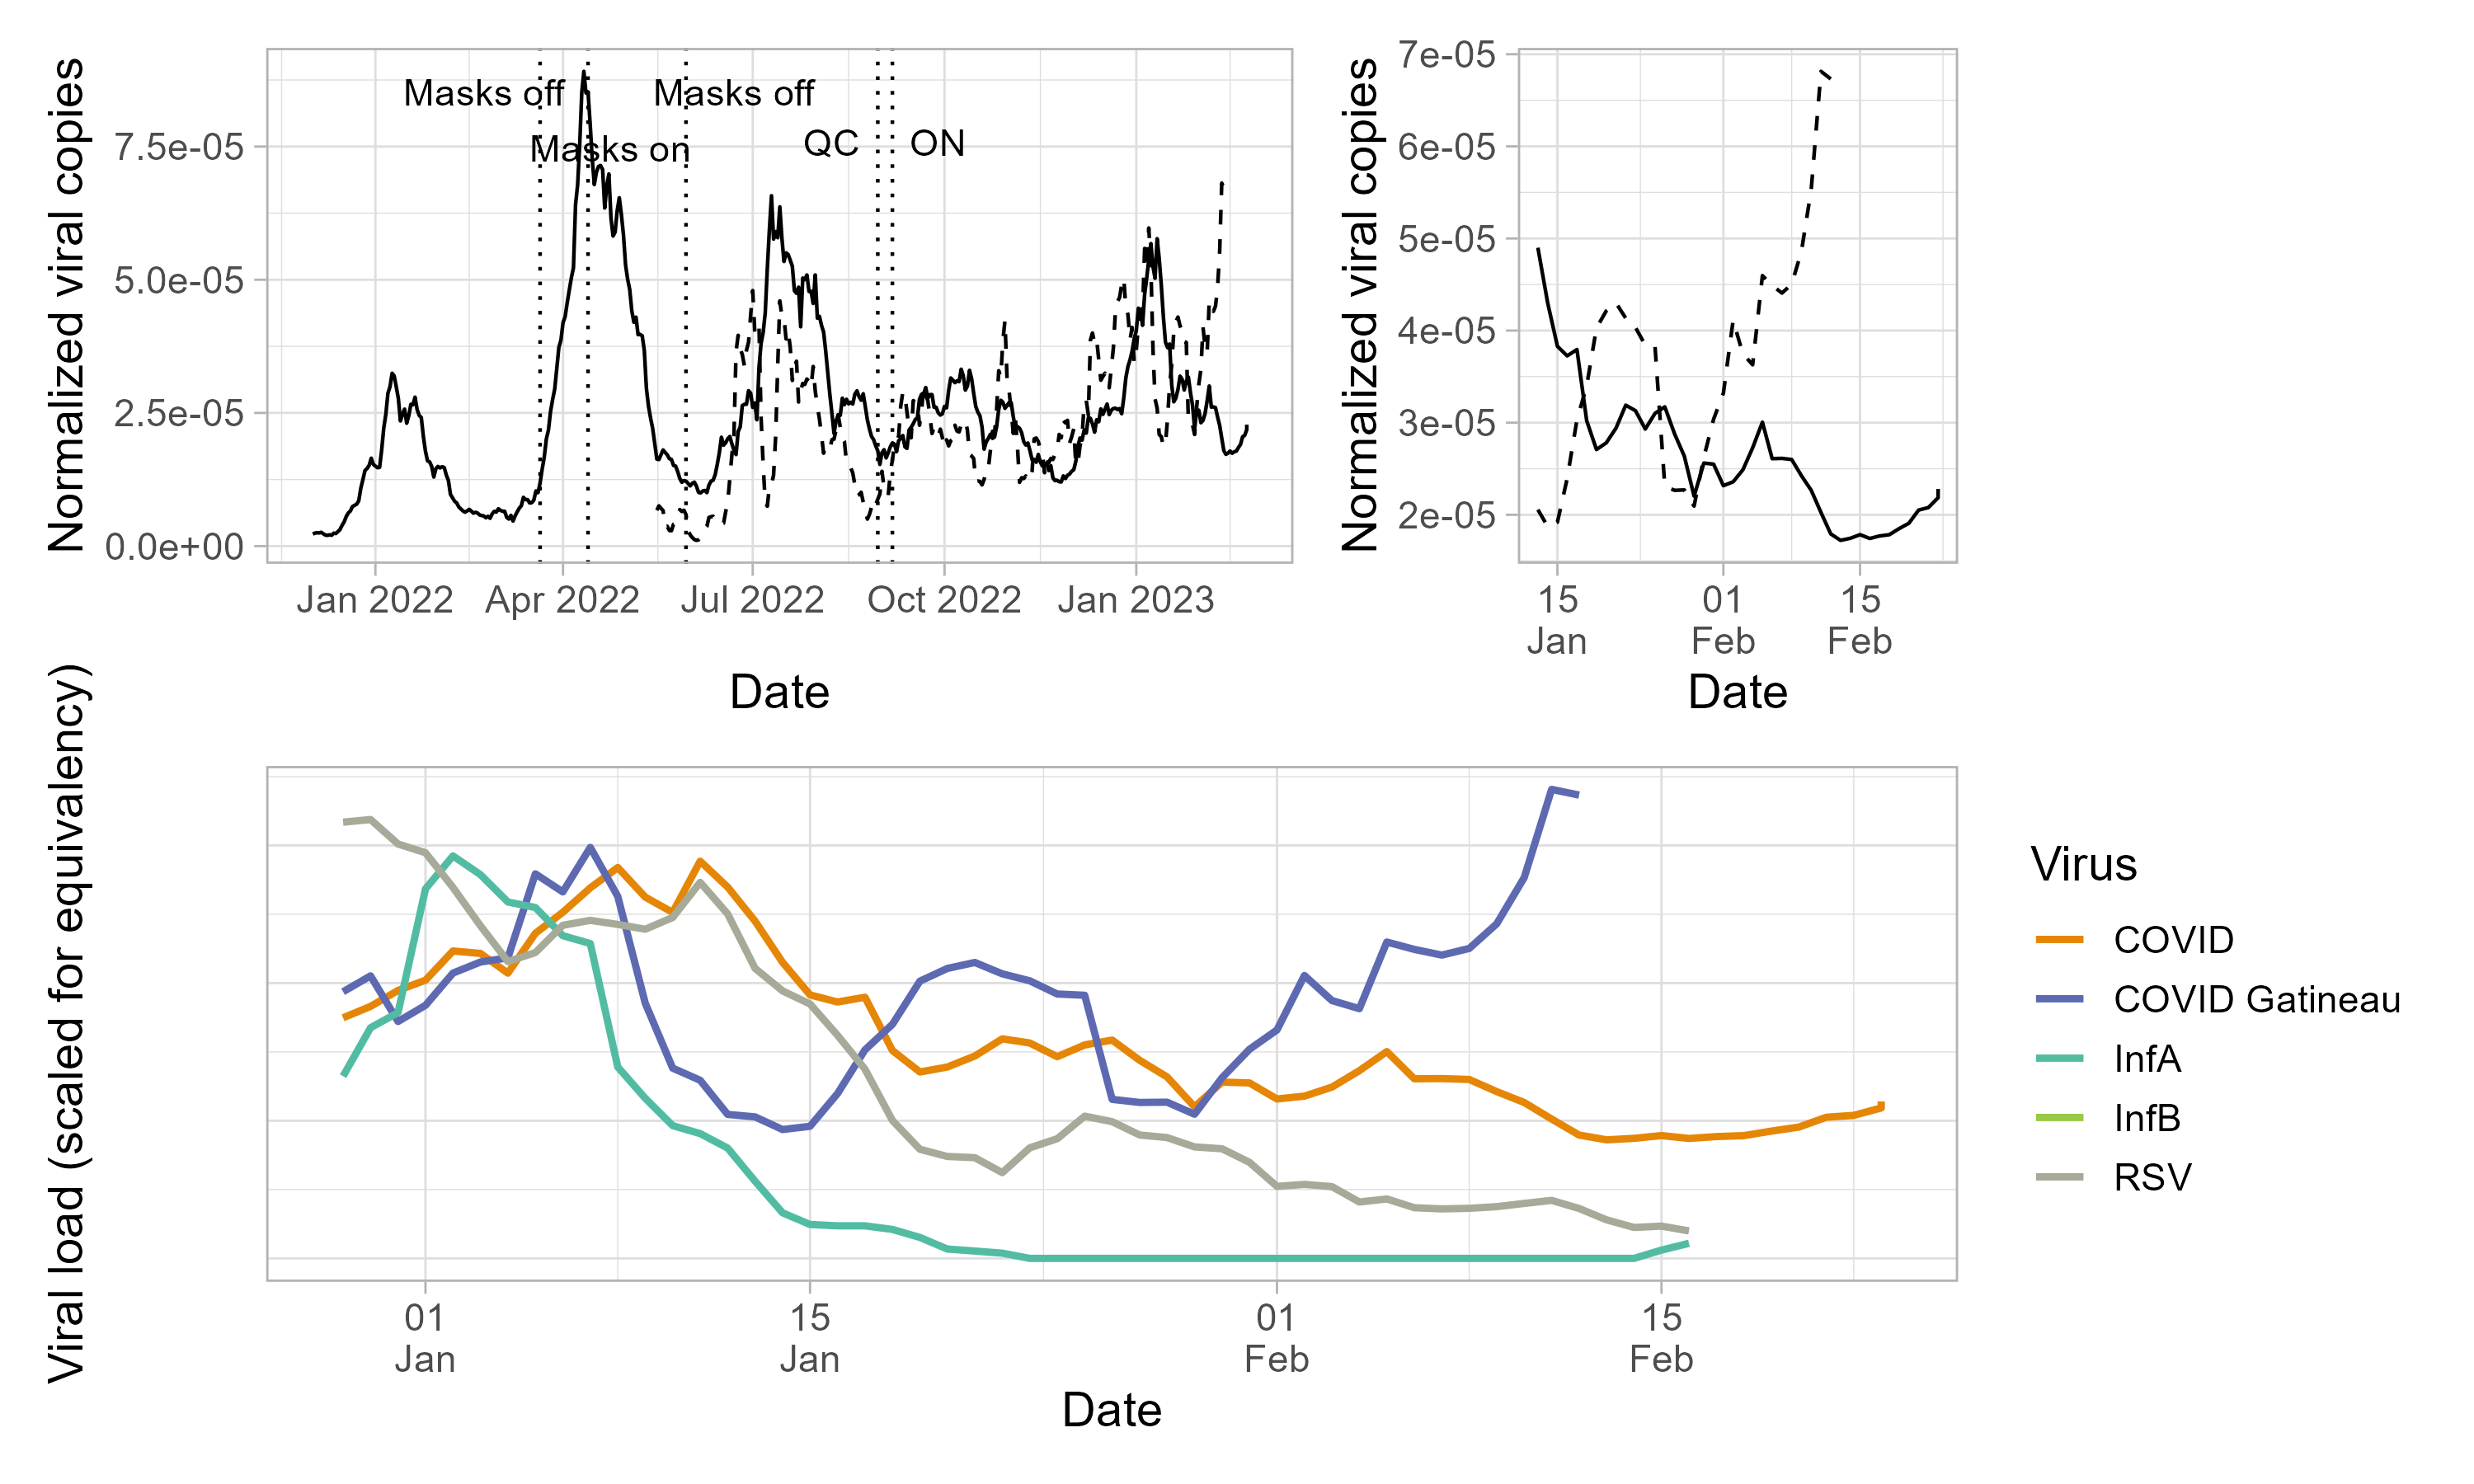 Normalized viral copies
7.5e-05
5.0e-05
2.5e-05
0.0e+00
Masks off
Masks on
Masks off
QC
ON
Jan 2022
Apr 2022
Jul 2022
Oct 2022
Jan 2023
Date
Normalized viral copies
7e-05
6e-05
5e-05
4e-05
3e-05
2e-05
15
Jan
01
Feb
15
Feb
Date
Viral load (scaled for equivalency)
01
Jan
15
Jan
01
Feb
15
Feb
Date
Virus
COVID
COVID Gatineau
InfA
InfB
RSV